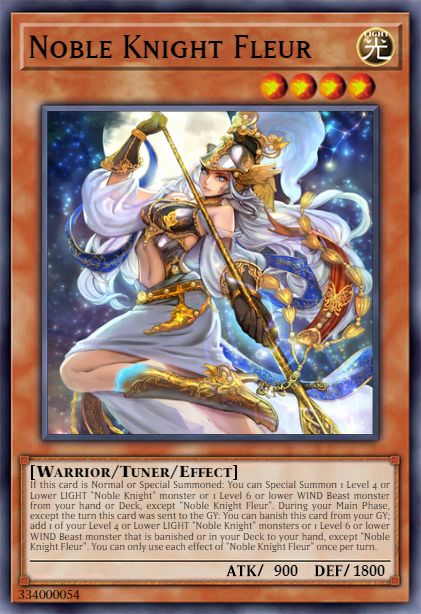 Noble Knight Fleur
LIGHT
光
[Warrior/Tuner/Effect]
If this card is Normal or Special Summoned: You can Special Summon 1 Level 4 or
Lower LIGHT "Noble Knight" monster or 1 Level 6 or lower WIND Beast monster
from your hand or Deck, except "Noble Knight Fleur". During your Main Phase,
except the turn this card was sent to the GY: You can banish this card from your GY;
add 1 of your Level 4 or Lower LIGHT "Noble Knight" monsters or 1 Level 6 or lower
WIND Beast monster that is banished or in your Deck to your hand, except "Noble
Knight Fleur". You can only use each effect of "Noble Knight Fleur" once per turn.
ATK/ 900 DEF/1800
334000054